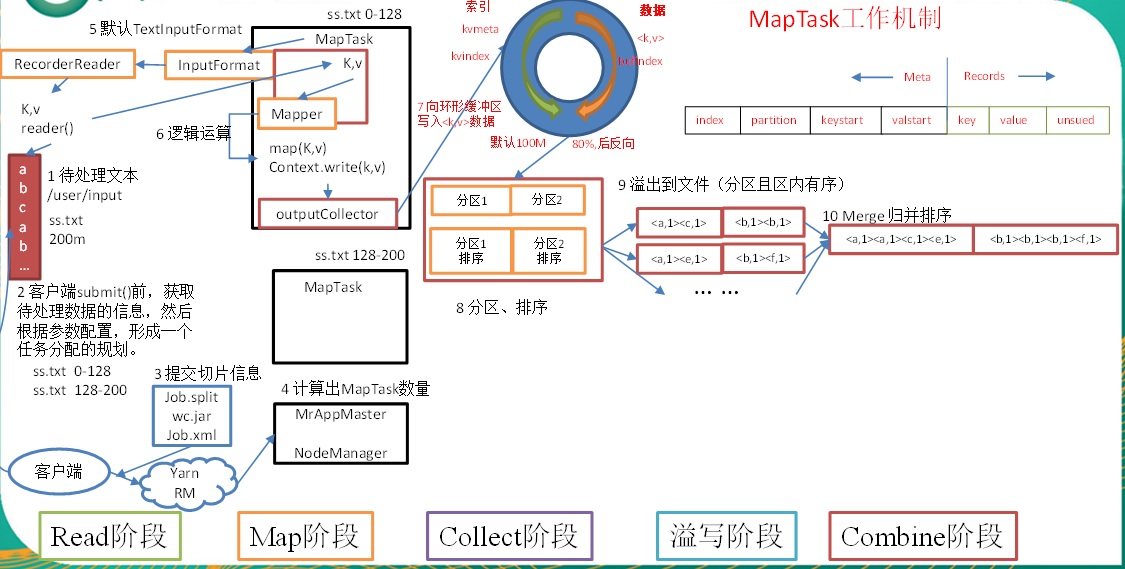 MapTask工作机制
ss.txt 0-128
5 默认TextInputFormat
MapTask
RecorderReader
InputFormat
K,v
K,v
reader()
Mapper
6 逻辑运算
map(K,v)
Context.write(k,v)
outputCollector
1 待处理文本
/user/input
ss.txt
200m
a
b
c
ab
ab
...
2 客户端submit()前，获取
待处理数据的信息，然后
根据参数配置，形成一个
任务分配的规划。
ss.txt 0-128
ss.txt 128-200
3 提交切片信息
Job.split
wc.jar
Job.xml
客户端
Yarn
RM
4 计算出MapTask数量
MrAppMaster
NodeManager
ss.txt 128-200
MapTask
索引
kvmeta
kvindex
数据
<k,v>
bufindex
7 向环形缓冲区
写入<k,v>数据
默认100M
80%,后反向
Meta
Records
index
partition
keystart
valstart
key
value
unsued
分区1
分区2
分区1
排序
分区2
排序
8 分区、排序
9 溢出到文件（分区且区内有序）
<a,1><c,1>
<b,1><b,1>
<a,1><e,1>
<b,1><f,1>
... ...
10 Merge 归并排序
<a,1><a,1><c,1><e,1>
<b,1><b,1><b,1><f,1>
Read阶段
Map阶段
Collect阶段
溢写阶段
Combine阶段